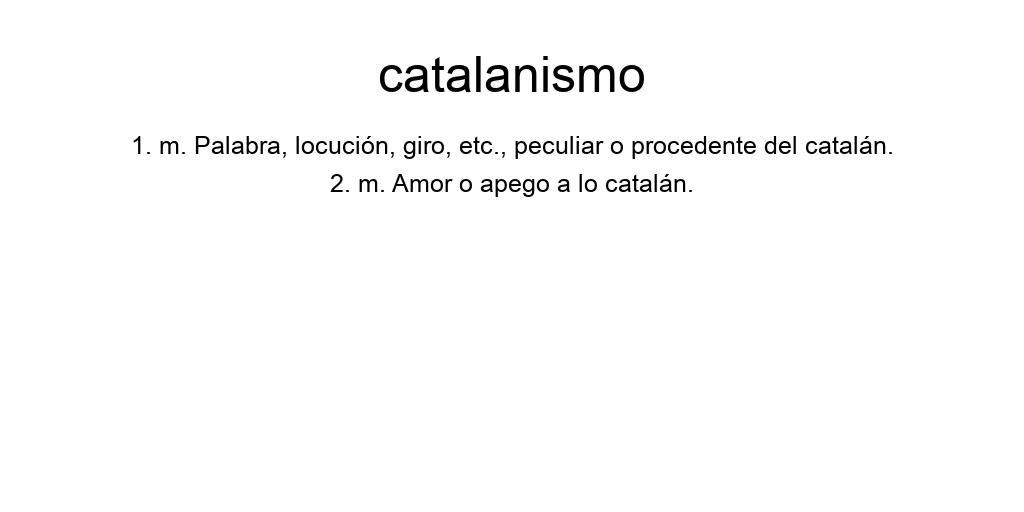 catalanismo
1. m. Palabra, locución, giro, etc., peculiar o procedente del catalán.
2. m. Amor o apego a lo catalán.